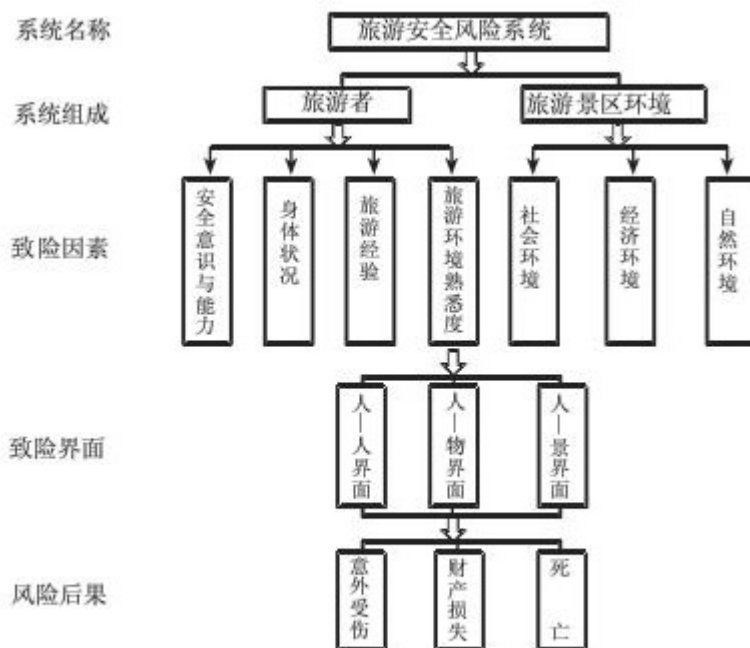 系统名称
旅游安全风险系统
系统组成
旅游者
旅游景区环境
致险因素
安全意识与能力
身体状况
旅游经验
旅游环境熟悉度
社会环境
经济环境
自然环境
致险界面
人—人界面
人—物界面
人—景界面
风险后果
意外受伤
财产损失
死亡